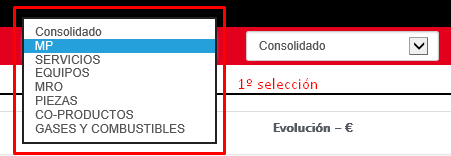 Consolidado
MP
SERVICIOS
EQUIPOS
MRO
PIEZAS
CO-PRODUCTOS
GASES Y COMBUSTIBLES
Consolidado
1º selección
Evolución – €